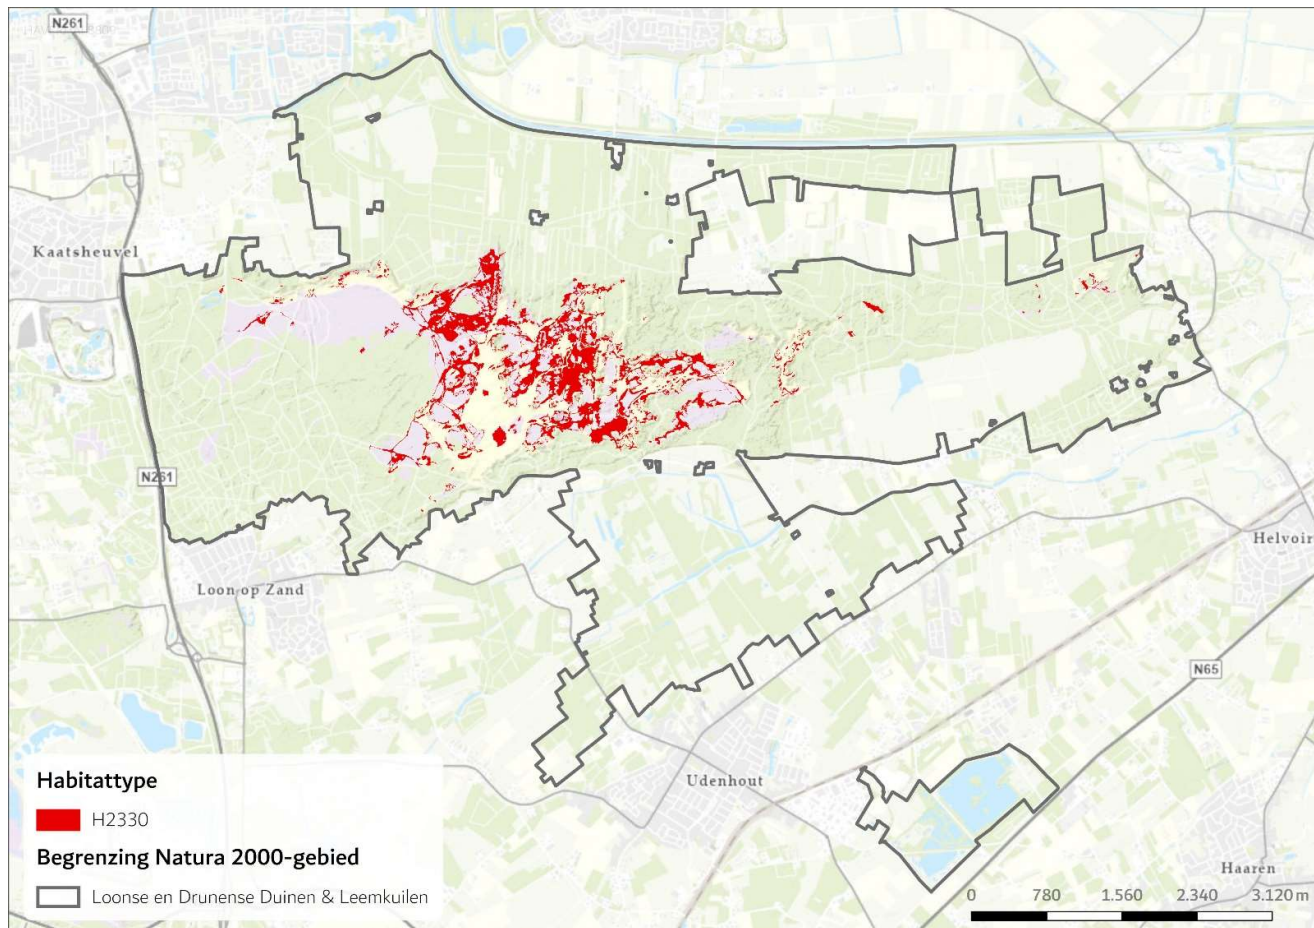 N261
Kaatsheuvel
N261
Loon op Zand
Helvoir
N65
Udenhout
Haaren
Habitattype
H2330
Begrenzing Natura 2000-gebied
Loonse en Drunense Duinen & Leemkuilen
0 780 1.560 2.340 3.120 m